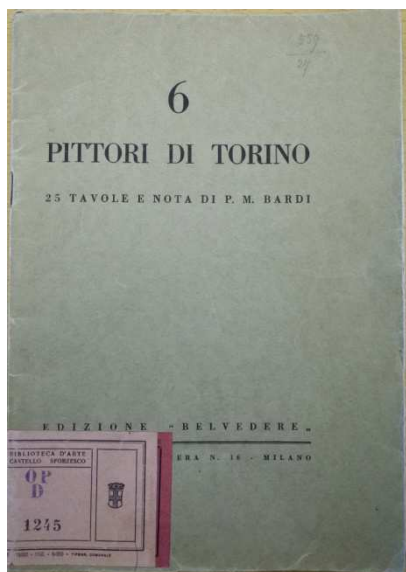 6
PITTORI DI TORINO
25 TAVOLE E NOTA DI P. M. BARDI
EDIZIONE "BELVEDERE„
ERA N. 16 - MILANO
BIBLIOTECA D'ARTE
CASTELLO SFORZESCO
OP
D
1245